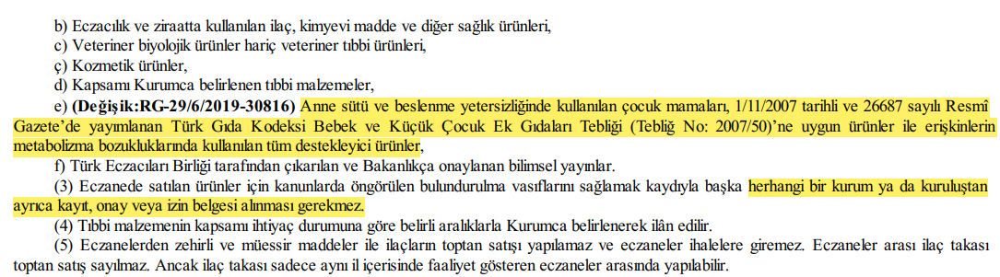 b) Eczacılık ve ziraatta kullanılan ilaç, kimyevi madde ve diğer sağlık ürünleri,
c) Veteriner biyolojik ürünler hariç veteriner tıbbi ürünleri,
ç) Kozmetik ürünler,
d) Kapsamı Kurumca belirlenen tıbbi malzemeler,
e) (Değişik:RG-29/6/2019-30816) Anne sütü ve beslenme yetersizliğinde kullanılan çocuk mamaları, 1/11/2007 tarihli ve 26687 sayılı Resmî
Gazete’de yayımlanan Türk Gıda Kodeksi Bebek ve Küçük Çocuk Ek Gıdaları Tebliği (Tebliğ No: 2007/50)’ne uygun ürünler ile erişkinlerin
metabolizma bozukluklarında kullanılan tüm destekleyici ürünler,
f) Türk Eczacıları Birliği tarafından çıkarılan ve Bakanlıkça onaylanan bilimsel yayınlar.
(3) Eczanede satılan ürünler için kanunlarda öngörülen bulundurulma vasıflarını sağlamak kaydıyla başka herhangi bir kurum ya da kuruluştan
ayrıca kayıt, onay veya izin belgesi alınması gerekmez.
(4) Tıbbi malzemenin kapsamı ihtiyaç durumuna göre belirli aralıklarla Kurumca belirlenerek ilân edilir.
(5) Eczanelerden zehirli ve müessir maddeler ile ilaçların toptan satışı yapılamaz ve eczaneler ihalelere giremez. Eczaneler arası ilaç takası
toptan satış sayılmaz. Ancak ilaç takası sadece aynı il içerisinde faaliyet gösteren eczaneler arasında yapılabilir.